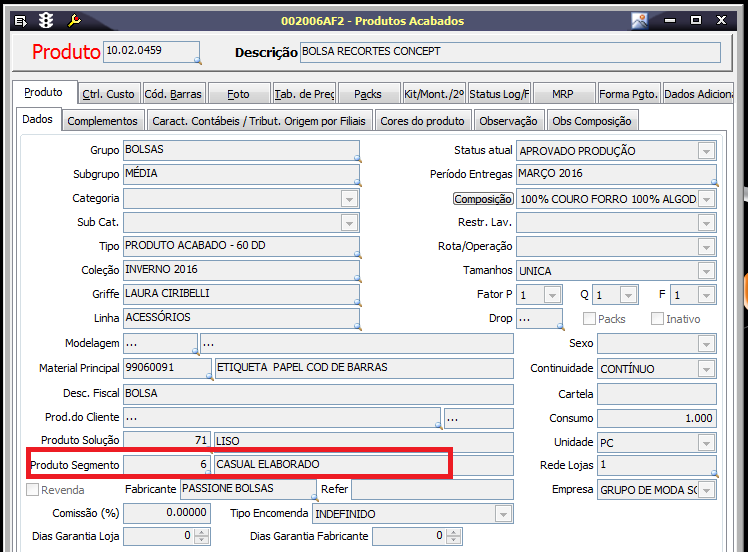 002006AF2 - Produtos Acabados
Produto 10.02.0459 Descrição BOLSA RECORTES CONCEPT
Produto Ctrl. Custo Cód. Barras Foto Tab. de Preç Packs Kit/Mont./2º Status Log/F MRP Forma Pgto. Dados Adiciona
Dados Complementos Caract. Contábeis / Tribut. Origem por Filiais Cores do produto Observação Obs Composição
Grupo BOLSAS Status atual APROVADO PRODUÇÃO
Subgrupo MÉDIA Período Entregas MARÇO 2016
Categoria Composição 100% COURO FORRO 100% ALGOD
Sub Cat. Restr. Lav.
Tipo PRODUTO ACABADO - 60 DD Rota/Operação
Coleção INVERNO 2016 Tamanhos UNICA
Griffe LAURA CIRIBELLI Fator P 1 Q 1 F 1
Linha ACESSÓRIOS Drop ... Packs Inativo
Modelagem ... ... Sexo
Material Principal 99060091 ETIQUETA PAPEL COD DE BARRAS Continuidade CONTÍNUO
Desc. Fiscal BOLSA Cartela
Prod.do Cliente ... ... Consumo 1.000
Produto Solução 71 LISO Unidade PC
Produto Segmento 6 CASUAL ELABORADO Rede Lojas 1
Revenda Fabricante PASSIONE BOLSAS Refer Empresa GRUPO DE MODA SO
Comissão (%) 0.00000 Tipo Encomenda INDEFINIDO
Dias Garantia Loja 0 Dias Garantia Fabricante 0